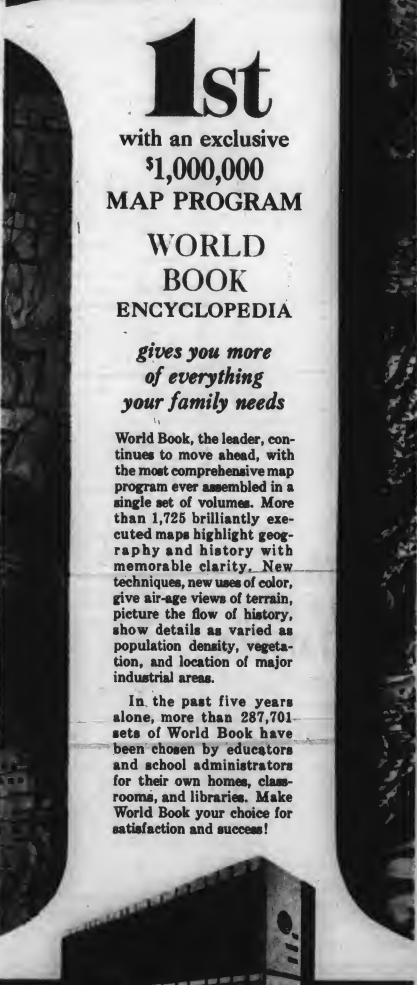 1st
with an exclusive
$1,000,000
MAP PROGRAM
WORLD
BOOK
ENCYCLOPEDIA
gives you more
of everything
your family needs
World Book, the leader, con-
tinues to move ahead, with
the most comprehensive map
program ever assembled in a
single set of volumes. More
than 1,725 brilliantly exe-
cuted maps highlight geog-
raphy and history with
memorable clarity. New
techniques, new uses of color,
give air-age views of terrain,
picture the flow of history,
show details as varied as
population density, vegeta-
tion, and location of major
industrial areas.
In the past five years
alone, more than 287,701
sets of World Book have
been chosen by educators
and school administrators
for their own homes, class-
rooms, and libraries. Make
World Book your choice for
satisfaction and success!